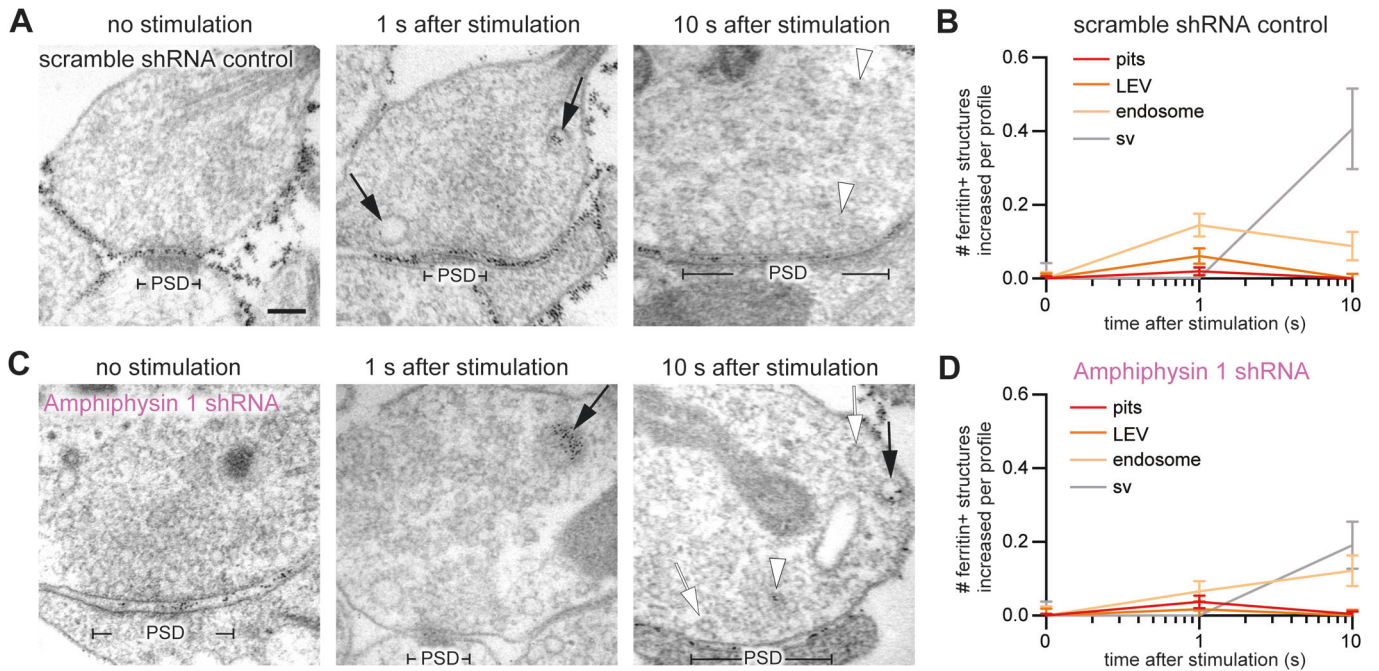 A
no stimulation
1 s after stimulation
10 s after stimulation
scramble shRNA control
PSD
PSD
PSD
B
scramble shRNA control
# ferritin+ structures
increased per profile
0.6
0.4
0.2
0.0
pits
LEV
endosome
sv
0
1
10
time after stimulation (s)
C
no stimulation
1 s after stimulation
10 s after stimulation
Amphiphysin 1 shRNA
PSD
PSD
PSD
D
Amphiphysin 1 shRNA
# ferritin+ structures
increased per profile
0.6
0.4
0.2
0.0
pits
LEV
endosome
sv
0
1
10
time after stimulation (s)